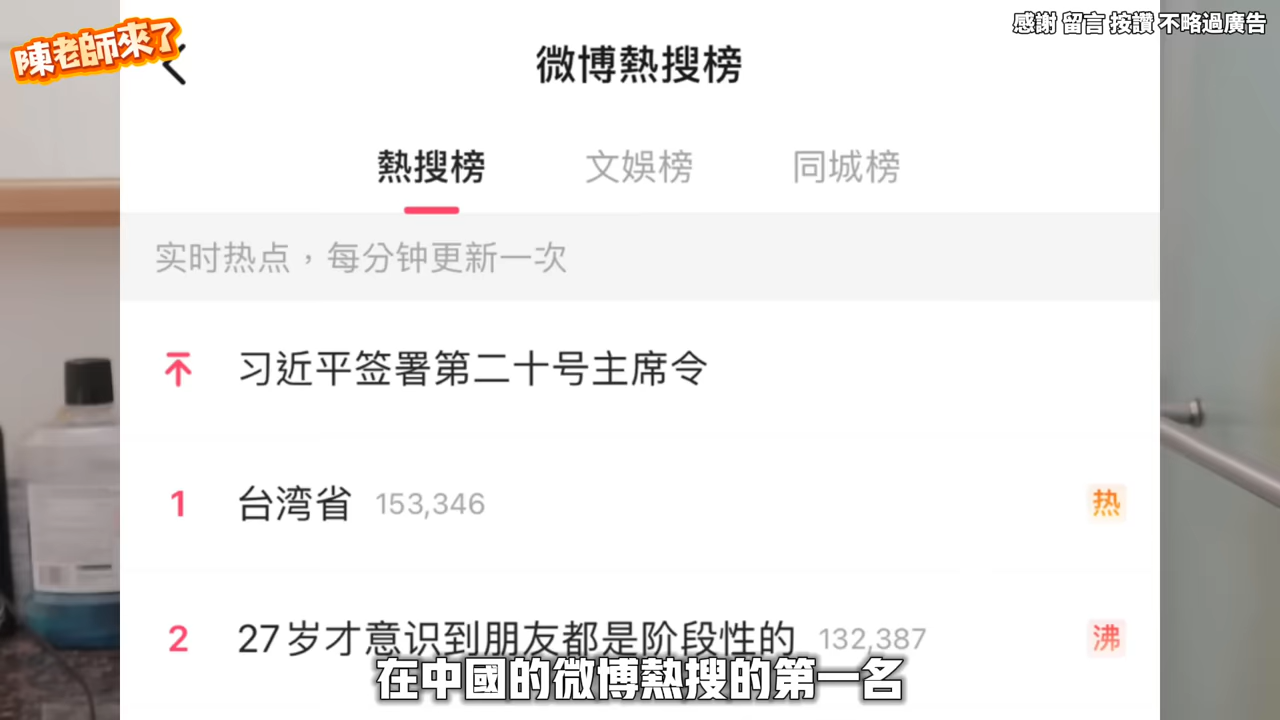 陳老師來了
感謝 留言 按讚 不略過廣告
微博熱搜榜
熱搜榜 文娛榜 同城榜
实时热点，每分钟更新一次
习近平签署第二十号主席令
1 台湾省 153,346 热
2 27岁才意识到朋友都是阶段性的 132,387 沸
在中國的微博熱搜的第一名